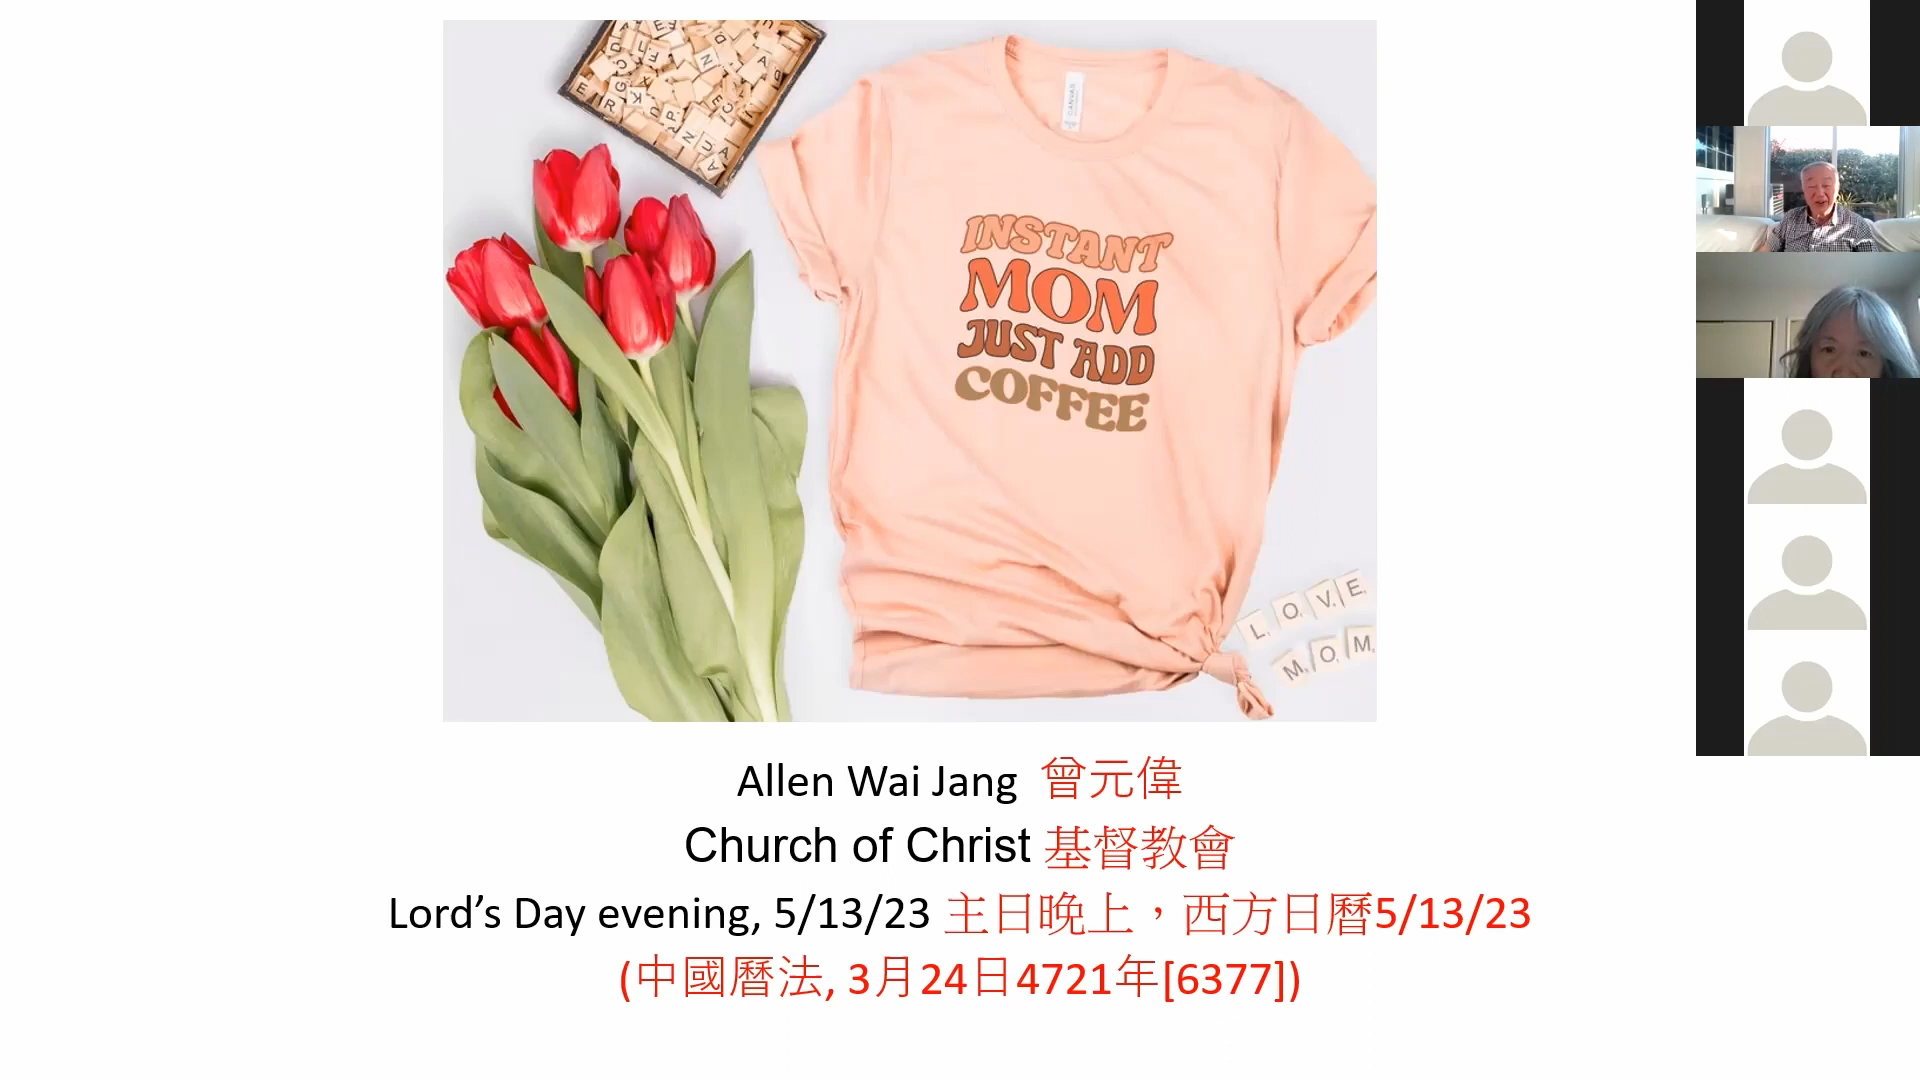 INSTANT
MOM
JUST ADD
COFFEE
CANVAS
L O V E
M O M
Allen Wai Jang 曾元偉
Church of Christ 基督教會
Lord’s Day evening, 5/13/23 主日晚上，西方日曆5/13/23
(中國曆法, 3月24日4721年[6377])